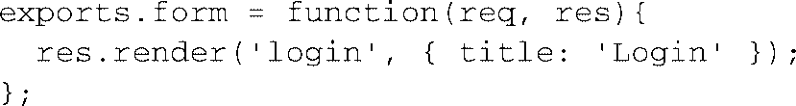 exports.form = function(req, res){
  res.render('login', { title: 'Login' });
};